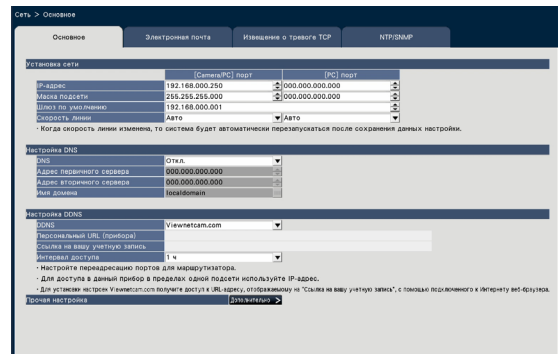 Сеть > Основное
Основное Электронная почта Извещение о тревоге TCP NTP/SNMP
Установка сети
[Camera/PC] порт [PC] порт
IP-адрес 192.168.000.250 000.000.000.000
Маска подсети 255.255.255.000 000.000.000.000
Шлюз по умолчанию 192.168.000.001
Скорость линии Авто Авто
· Когда скорость линии изменена, то система будет автоматически перезапускаться после сохранения данных настройки.
Настройка DNS
DNS Откл.
Адрес первичного сервера 000.000.000.000
Адрес вторичного сервера 000.000.000.000
Имя домена localdomain
Настройка DDNS
DDNS Viewnetcam.com
Персональный URL (прибора)
Ссылка на вашу учетную запись
Интервал доступа 1 ч
· Настройте переадресацию портов для маршрутизатора.
· Для доступа в данный прибор в пределах одной подсети используйте IP-адрес.
· Для установки настроек Viewnetcam.com получите доступ к URL-адресу, отображаемому на "Ссылка на вашу учетную запись", с помощью подключенного к Интернету веб-браузера.
Прочая настройка Дополнительно >